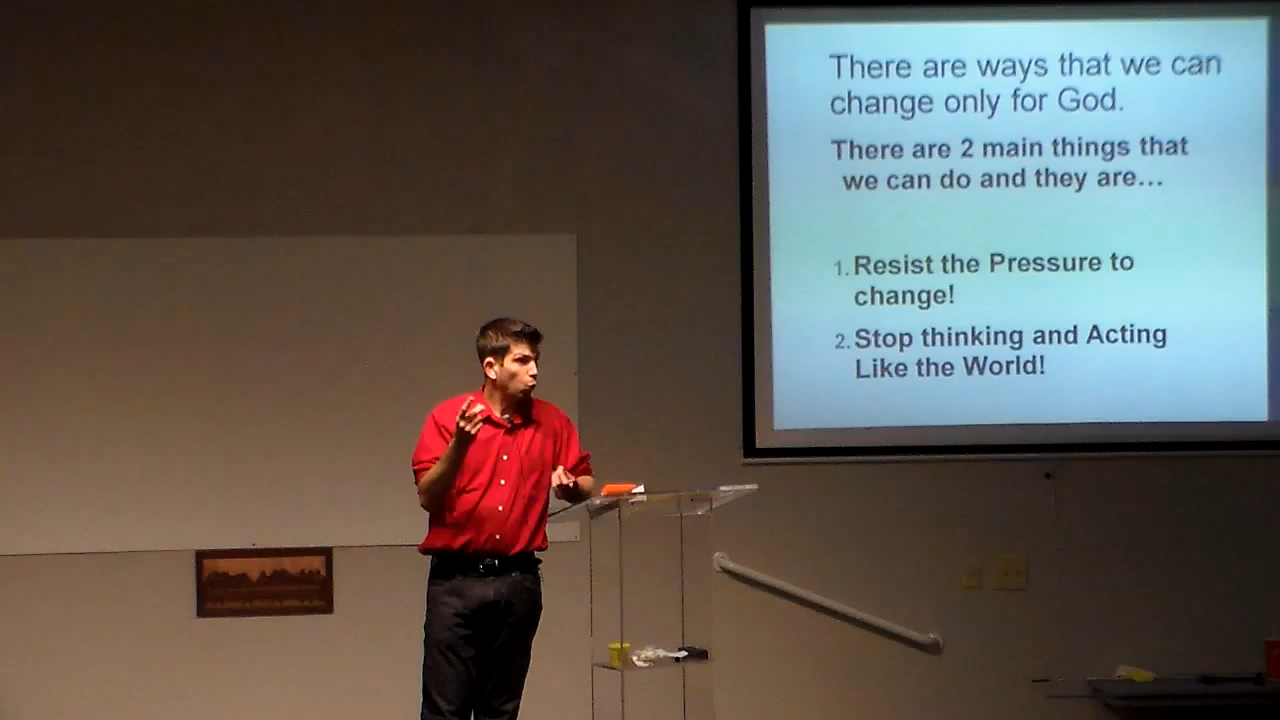 There are ways that we can
change only for God.
There are 2 main things that
we can do and they are...
1. Resist the Pressure to
change!
2. Stop thinking and Acting
Like the World!